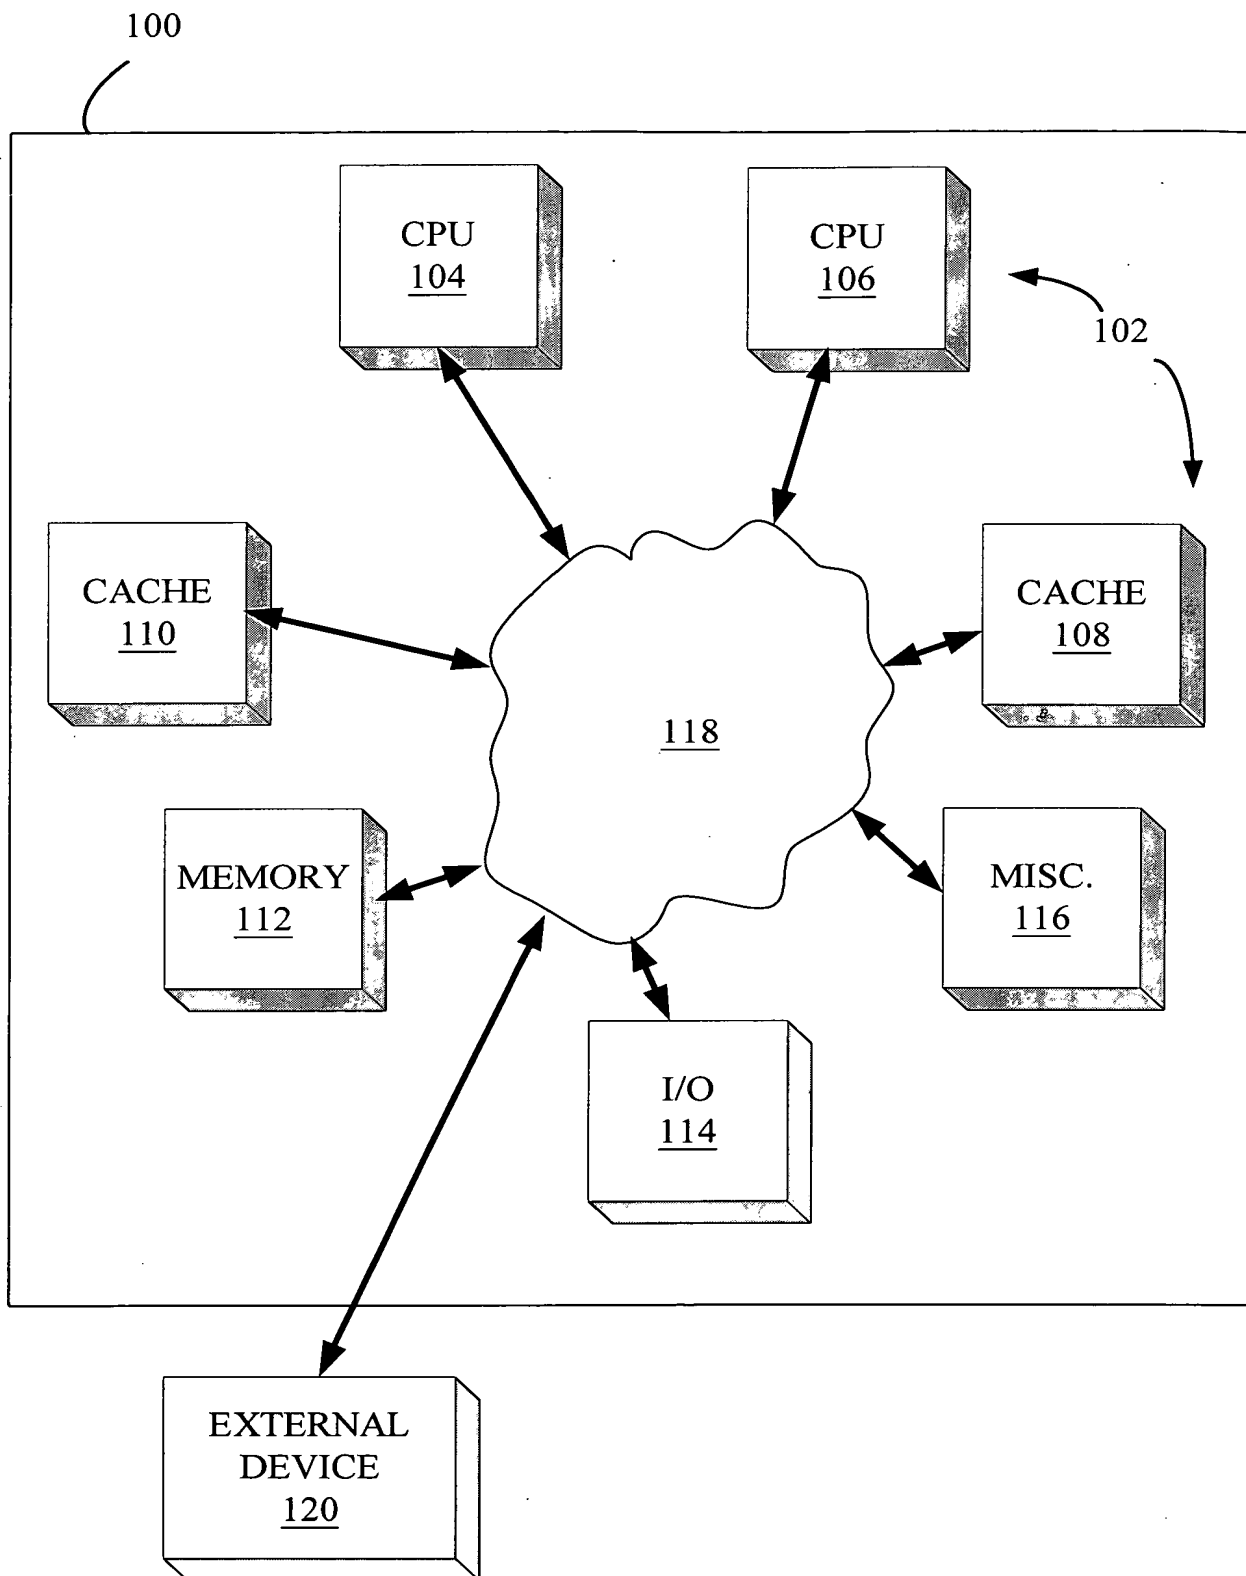 100
CPU
104
CPU
106
102
CACHE
110
CACHE
108
118
MEMORY
112
MISC.
116
I/O
114
EXTERNAL
DEVICE
120